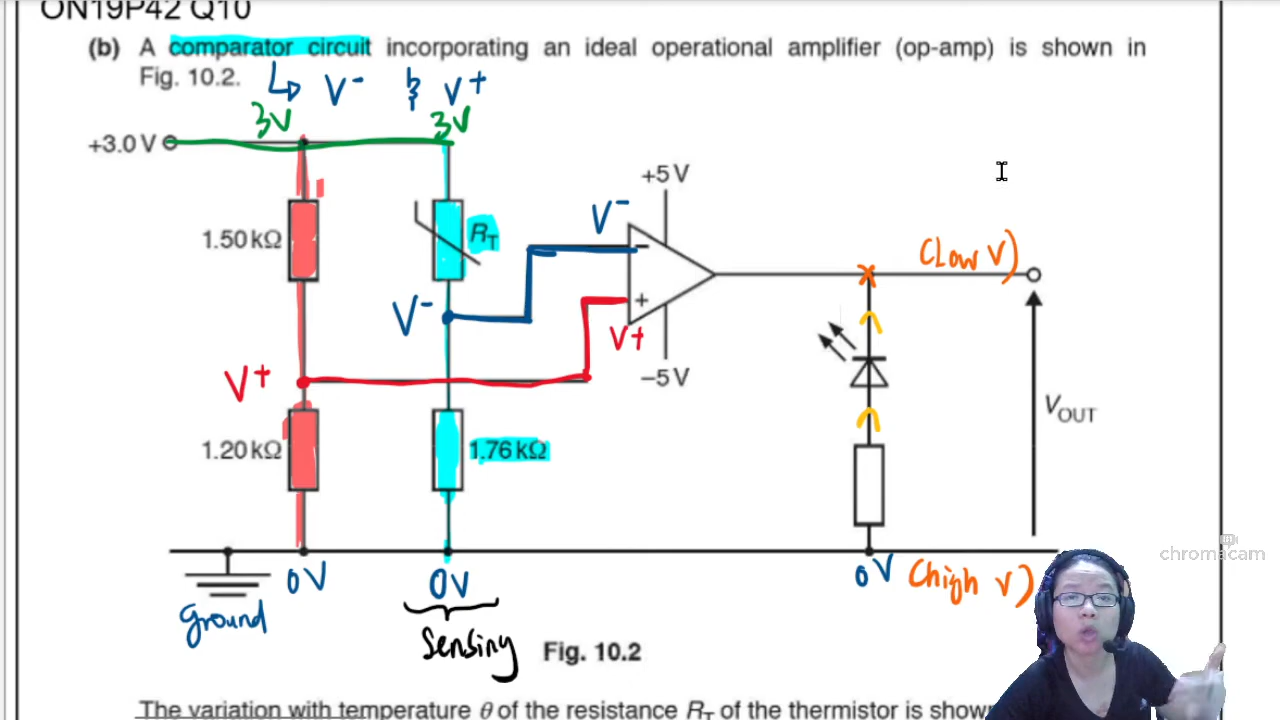 ON19P42 Q10
(b) A comparator circuit incorporating an ideal operational amplifier (op-amp) is shown in
Fig. 10.2.
V⁻ & V⁺
3V 3V
+3.0 V
+5 V
V⁻
1.50 kΩ
R_T
−
(Low V)
V⁻
+
V+
−5 V
V⁺
V_OUT
1.20 kΩ
1.76 kΩ
chromacam
0V 0V 0V (high V)
ground
Sensing
Fig. 10.2
The variation with temperature θ of the resistance R_T of the thermistor is shown